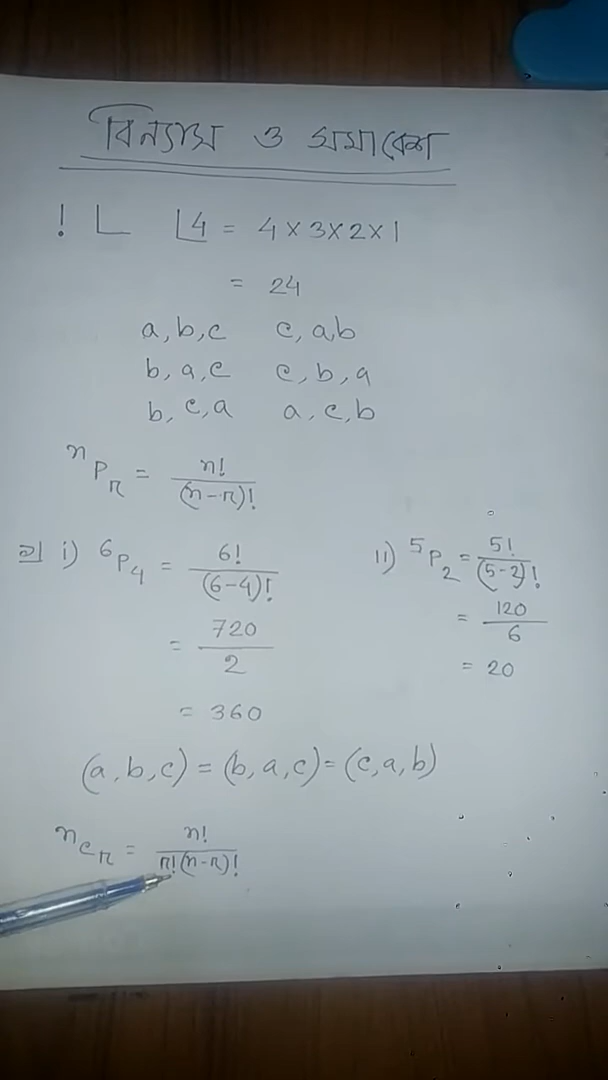 বিন্যাস ও সমাবেশ
! ∟ ∟4 = 4 × 3 × 2 × 1
= 24
a, b, c c, a, b
b, a, c c, b, a
b, c, a a, c, b
ⁿPᵣ = n! / (n - r)!
i) ⁶P₄ = 6! / (6-4)!
= 720 / 2
= 360
ii) ⁵P₂ = 5! / (5-2)!
= 120 / 6
= 20
(a, b, c) = (b, a, c) = (c, a, b)
ⁿCᵣ = n! / r!(n - r)!